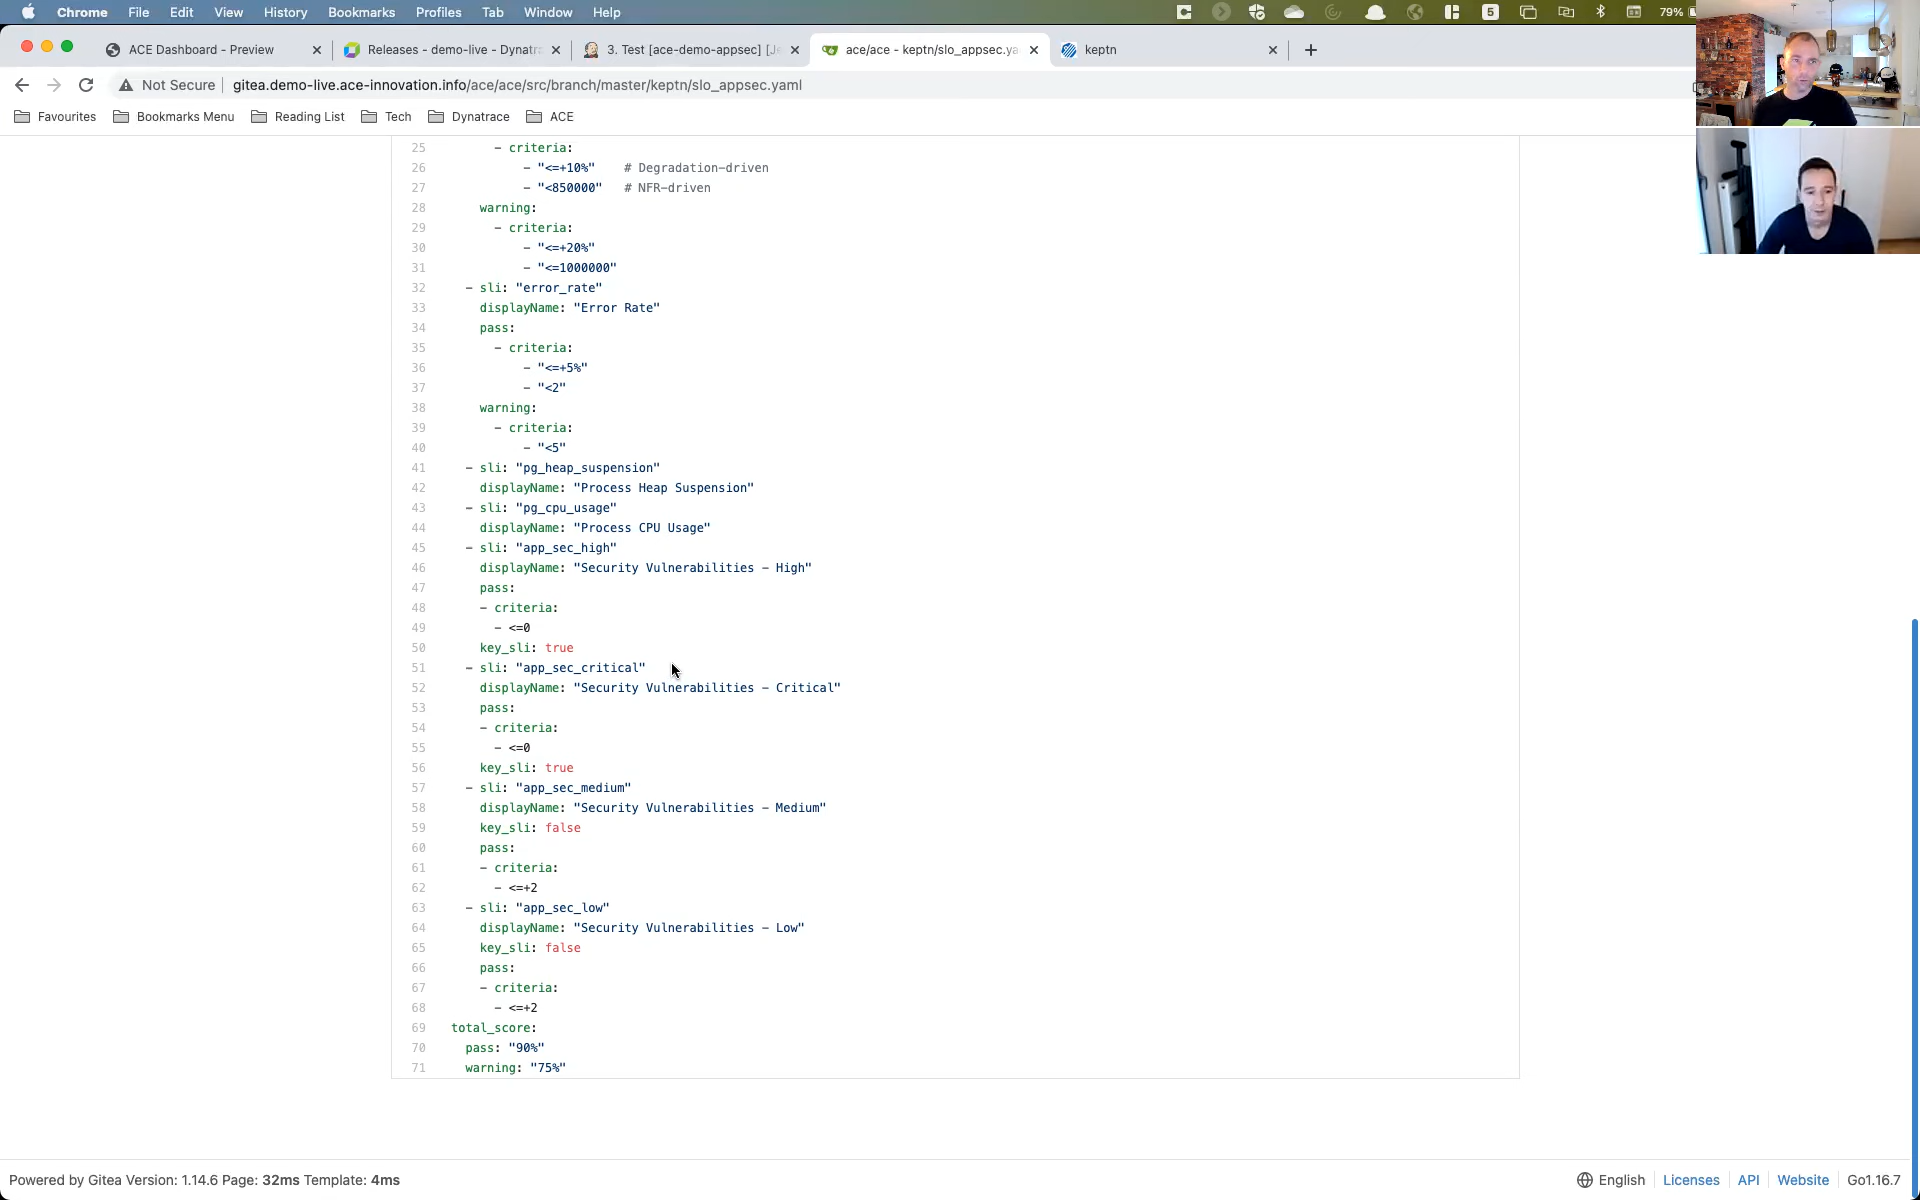 Chrome File Edit View History Bookmarks Profiles Tab Window Help 5 79%
ACE Dashboard - Preview
Releases - demo-live - Dynatr
3. Test [ace-demo-appsec] [Je
ace/ace - keptn/slo_appsec.ya
keptn
Not Secure gitea.demo-live.ace-innovation.info/ace/ace/src/branch/master/keptn/slo_appsec.yaml
Favourites Bookmarks Menu Reading List Tech Dynatrace ACE
25 - criteria:
26 - "<=+10%" # Degradation-driven
27 - "<850000" # NFR-driven
28 warning:
29 - criteria:
30 - "<=+20%"
31 - "<=1000000"
32 - sli: "error_rate"
33 displayName: "Error Rate"
34 pass:
35 - criteria:
36 - "<=+5%"
37 - "<2"
38 warning:
39 - criteria:
40 - "<5"
41 - sli: "pg_heap_suspension"
42 displayName: "Process Heap Suspension"
43 - sli: "pg_cpu_usage"
44 displayName: "Process CPU Usage"
45 - sli: "app_sec_high"
46 displayName: "Security Vulnerabilities - High"
47 pass:
48 - criteria:
49 - <=0
50 key_sli: true
51 - sli: "app_sec_critical"
52 displayName: "Security Vulnerabilities - Critical"
53 pass:
54 - criteria:
55 - <=0
56 key_sli: true
57 - sli: "app_sec_medium"
58 displayName: "Security Vulnerabilities - Medium"
59 key_sli: false
60 pass:
61 - criteria:
62 - <=+2
63 - sli: "app_sec_low"
64 displayName: "Security Vulnerabilities - Low"
65 key_sli: false
66 pass:
67 - criteria:
68 - <=+2
69 total_score:
70 pass: "90%"
71 warning: "75%"
Powered by Gitea Version: 1.14.6 Page: 32ms Template: 4ms
English Licenses API Website Go1.16.7